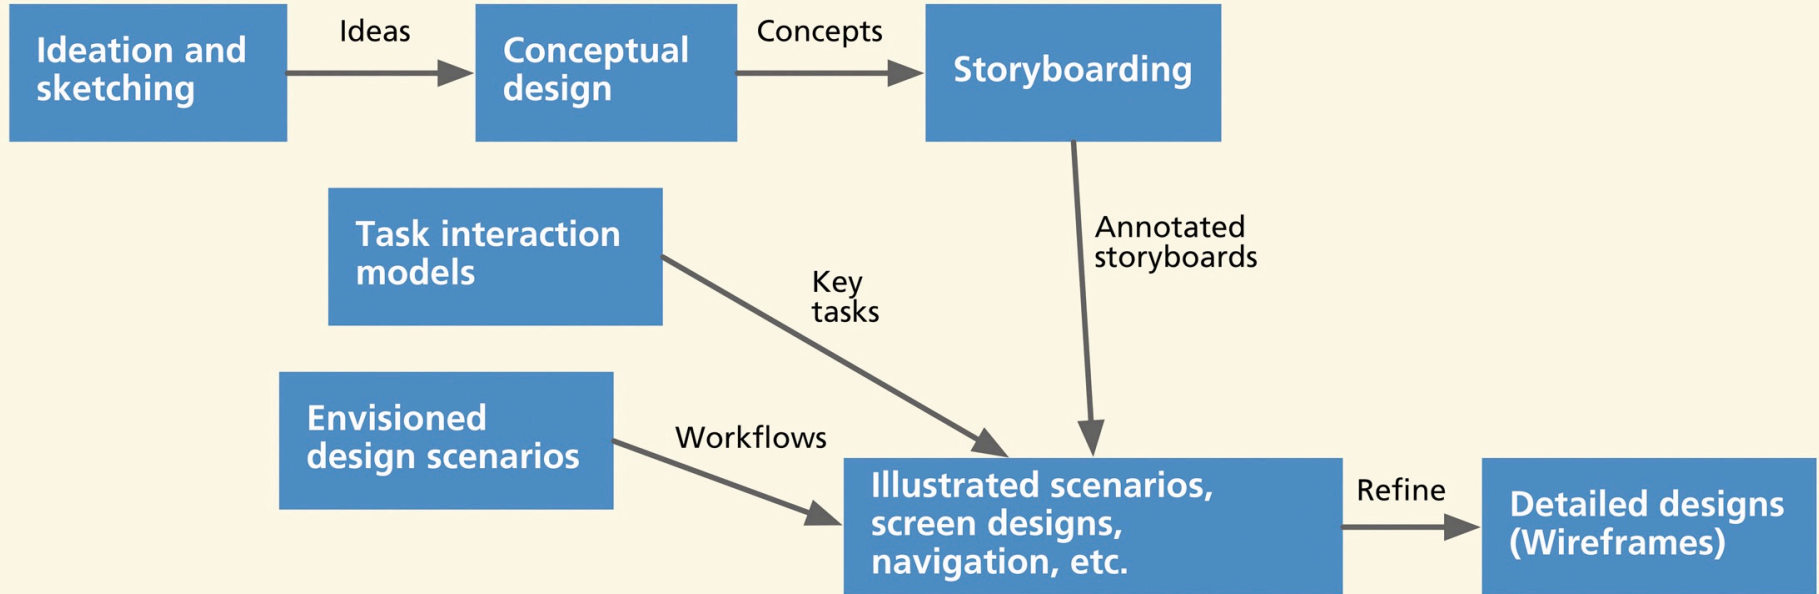 Ideation and
sketching
Ideas
Conceptual
design
Concepts
Storyboarding
Task interaction
models
Key
tasks
Annotated
storyboards
Envisioned
design scenarios
Workflows
Illustrated scenarios,
screen designs,
navigation, etc.
Refine
Detailed designs
(Wireframes)